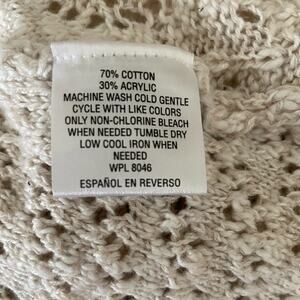 70% COTTON
30% ACRYLIC
MACHINE WASH COLD GENTLE
CYCLE WITH LIKE COLORS
ONLY NON-CHLORINE BLEACH
WHEN NEEDED TUMBLE DRY
LOW COOL IRON WHEN
NEEDED
WPL 8046
ESPAÑOL EN REVERSO